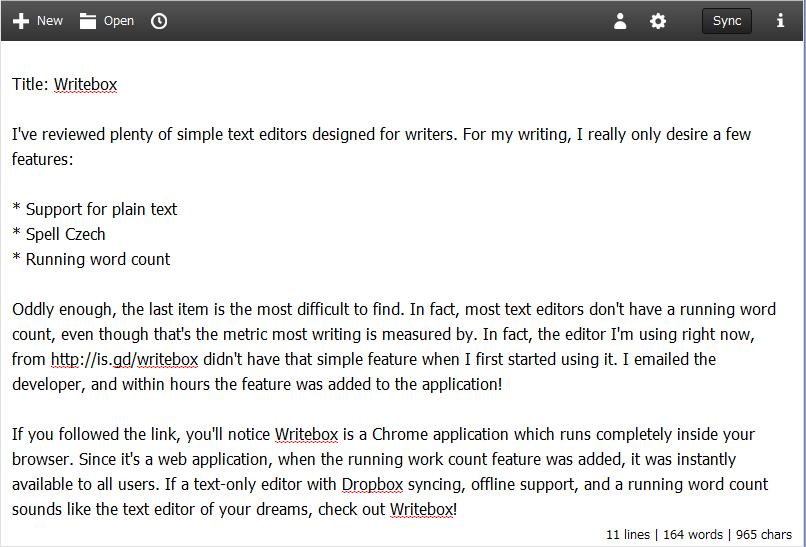 New Open Sync
Title: Writebox
I've reviewed plenty of simple text editors designed for writers. For my writing, I really only desire a few
features:
* Support for plain text
* Spell Czech
* Running word count
Oddly enough, the last item is the most difficult to find. In fact, most text editors don't have a running word
count, even though that's the metric most writing is measured by. In fact, the editor I'm using right now,
from http://is.gd/writebox didn't have that simple feature when I first started using it. I emailed the
developer, and within hours the feature was added to the application!
If you followed the link, you'll notice Writebox is a Chrome application which runs completely inside your
browser. Since it's a web application, when the running work count feature was added, it was instantly
available to all users. If a text-only editor with Dropbox syncing, offline support, and a running word count
sounds like the text editor of your dreams, check out Writebox!
11 lines | 164 words | 965 chars